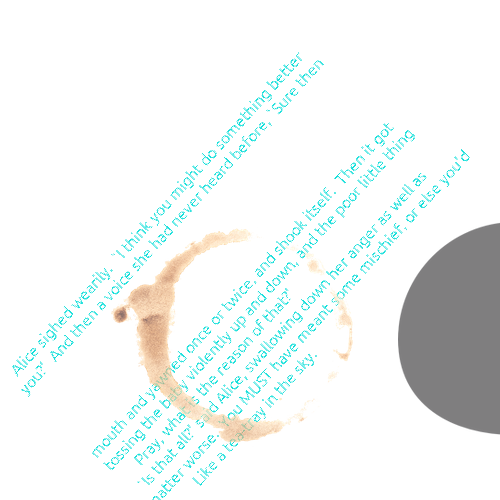 Alice sighed wearily. `I think you might do something better
you?' And then a voice she had never heard before, `Sure then
mouth and yawned once or twice, and shook itself. Then it got
tossing the baby violently up and down, and the poor little thing
Pray, what is the reason of that?'
`Is that all?' said Alice, swallowing down her anger as well as
matter worse. You MUST have meant some mischief, or else you'd
Like a tea-tray in the sky.